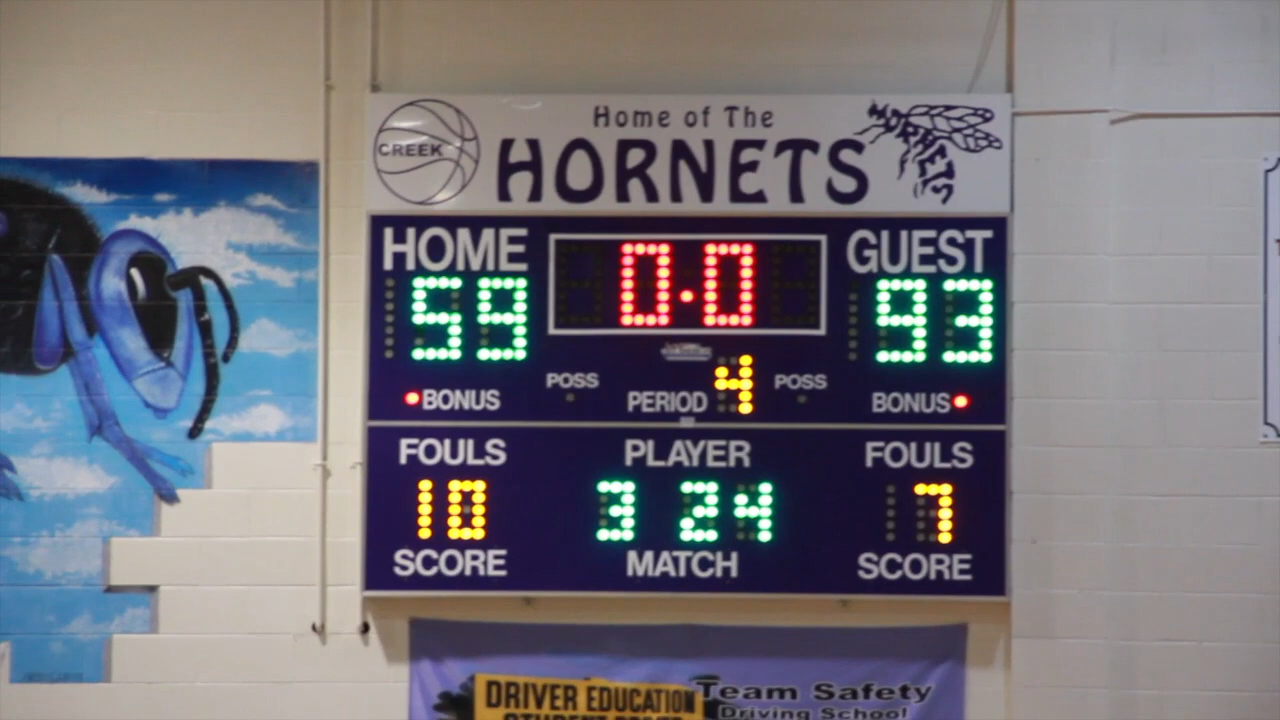 Home of The
CREEK
HORNETS
HORNETS
HOME
0.0
GUEST
59
93
BONUS
POSS
PERIOD 4
POSS
BONUS
FOULS
PLAYER
FOULS
10
3 24
7
SCORE
MATCH
SCORE
DRIVER EDUCATION
Team Safety
Driving School